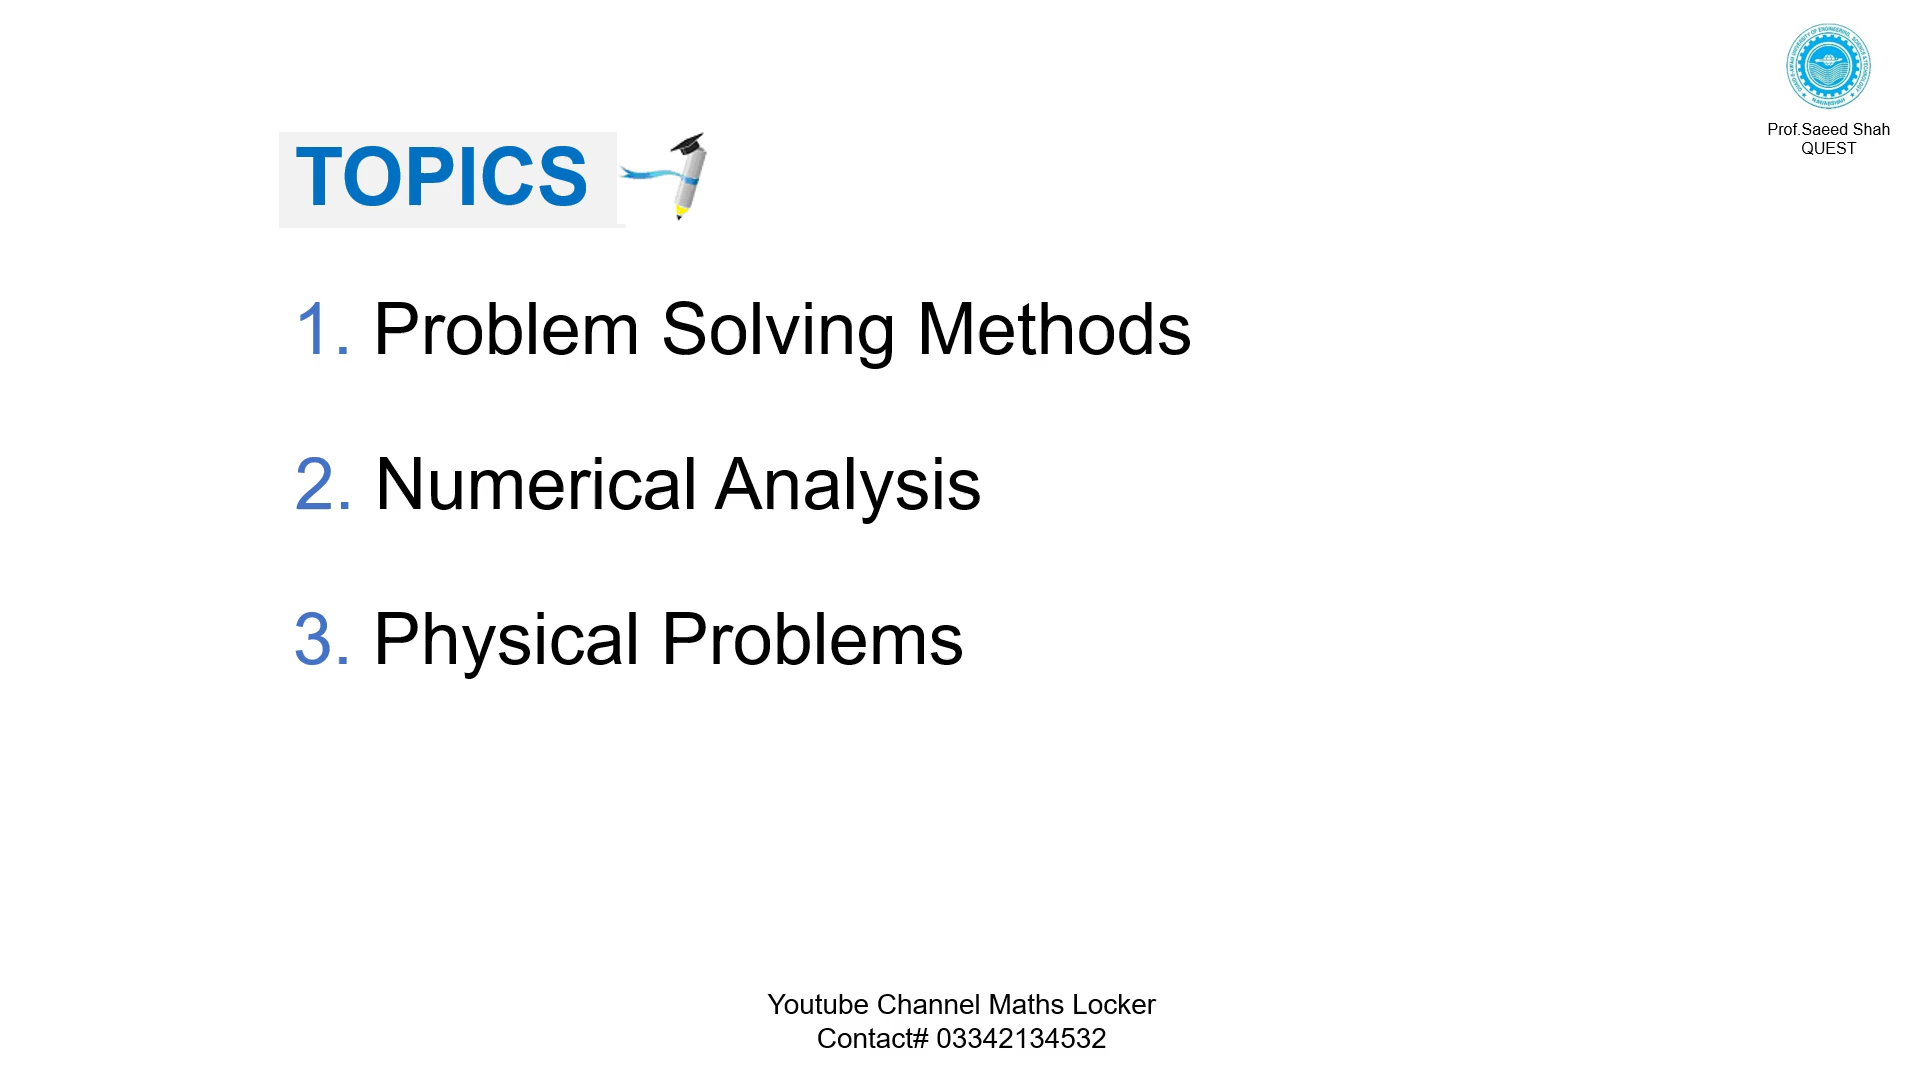 Prof.Saeed Shah
QUEST
TOPICS
1. Problem Solving Methods
2. Numerical Analysis
3. Physical Problems
Youtube Channel Maths Locker
Contact# 03342134532